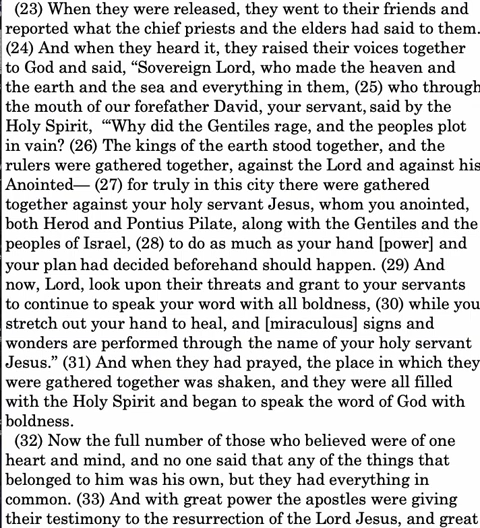 (23) When they were released, they went to their friends and
reported what the chief priests and the elders had said to them.
(24) And when they heard it, they raised their voices together
to God and said, “Sovereign Lord, who made the heaven and
the earth and the sea and everything in them, (25) who through
the mouth of our forefather David, your servant, said by the
Holy Spirit, “‘Why did the Gentiles rage, and the peoples plot
in vain? (26) The kings of the earth stood together, and the
rulers were gathered together, against the Lord and against his
Anointed— (27) for truly in this city there were gathered
together against your holy servant Jesus, whom you anointed,
both Herod and Pontius Pilate, along with the Gentiles and the
peoples of Israel, (28) to do as much as your hand [power] and
your plan had decided beforehand should happen. (29) And
now, Lord, look upon their threats and grant to your servants
to continue to speak your word with all boldness, (30) while you
stretch out your hand to heal, and [miraculous] signs and
wonders are performed through the name of your holy servant
Jesus.” (31) And when they had prayed, the place in which they
were gathered together was shaken, and they were all filled
with the Holy Spirit and began to speak the word of God with
boldness.
(32) Now the full number of those who believed were of one
heart and mind, and no one said that any of the things that
belonged to him was his own, but they had everything in
common. (33) And with great power the apostles were giving
their testimony to the resurrection of the Lord Jesus, and great